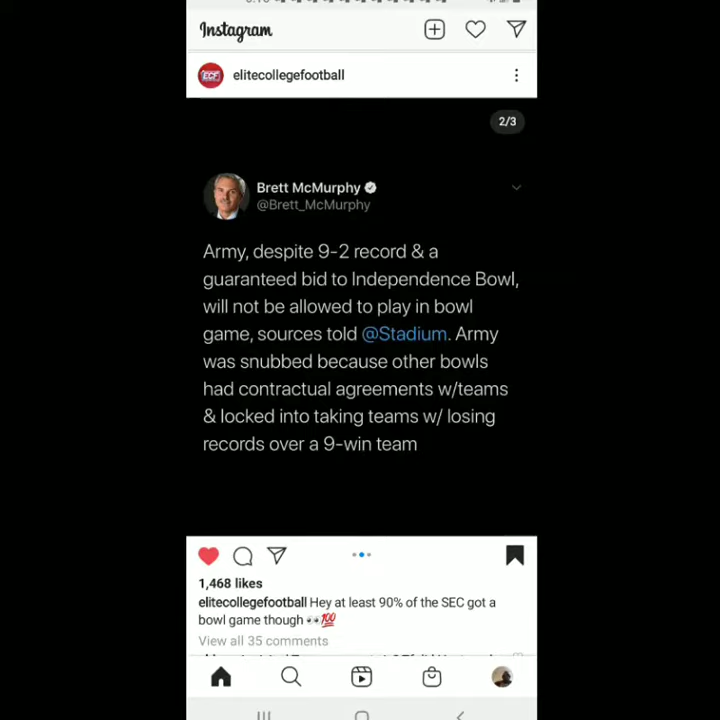 Instagram
ECF
elitecollegefootball
2/3
Brett McMurphy
@Brett_McMurphy
Army, despite 9-2 record & a
guaranteed bid to Independence Bowl,
will not be allowed to play in bowl
game, sources told @Stadium. Army
was snubbed because other bowls
had contractual agreements w/teams
& locked into taking teams w/ losing
records over a 9-win team
1,468 likes
elitecollegefootball Hey at least 90% of the SEC got a
bowl game though 👀💯
View all 35 comments